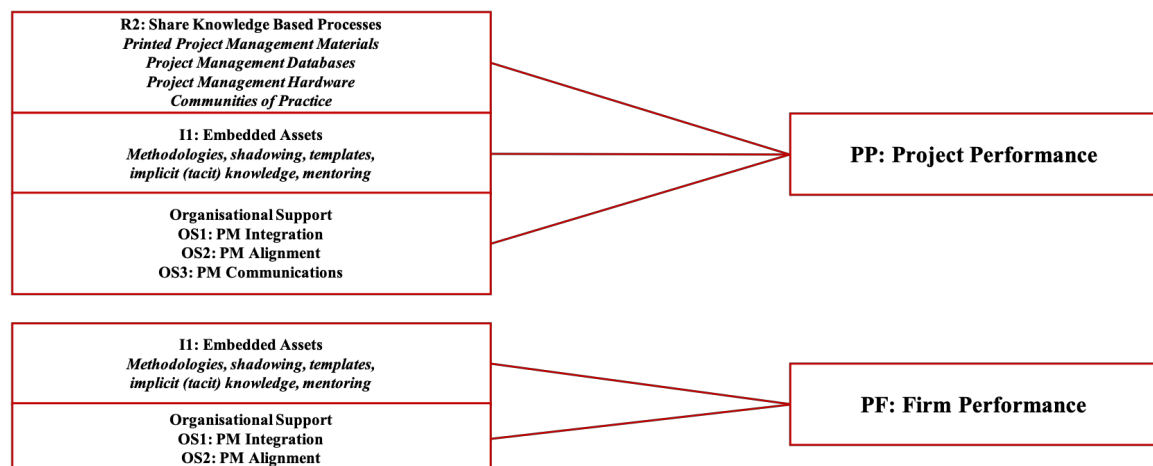 R2: Share Knowledge Based Processes
Printed Project Management Materials
Project Management Databases
Project Management Hardware
Communities of Practice
I1: Embedded Assets
Methodologies, shadowing, templates,
implicit (tacit) knowledge, mentoring
Organisational Support
OS1: PM Integration
OS2: PM Alignment
OS3: PM Communications
PP: Project Performance
I1: Embedded Assets
Methodologies, shadowing, templates,
implicit (tacit) knowledge, mentoring
Organisational Support
OS1: PM Integration
OS2: PM Alignment
PF: Firm Performance